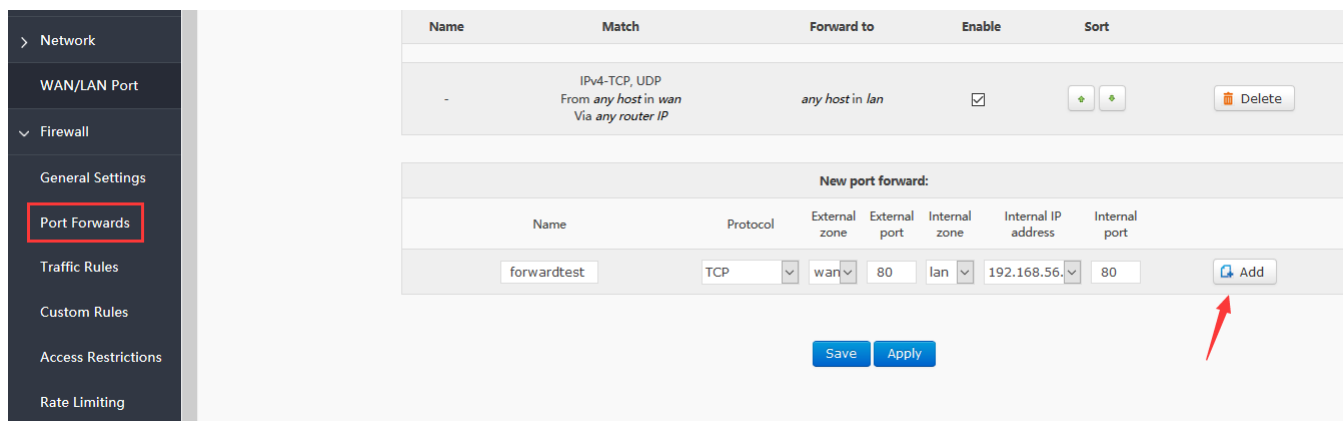 Network
WAN/LAN Port
Firewall
General Settings
Port Forwards
Traffic Rules
Custom Rules
Access Restrictions
Rate Limiting
Name Match Forward to Enable Sort
IPv4-TCP, UDP
From any host in wan
Via any router IP
- any host in lan Delete
New port forward:
Name Protocol External zone External port Internal zone Internal IP address Internal port
forwardtest TCP wan 80 lan 192.168.56. 80 Add
Save Apply